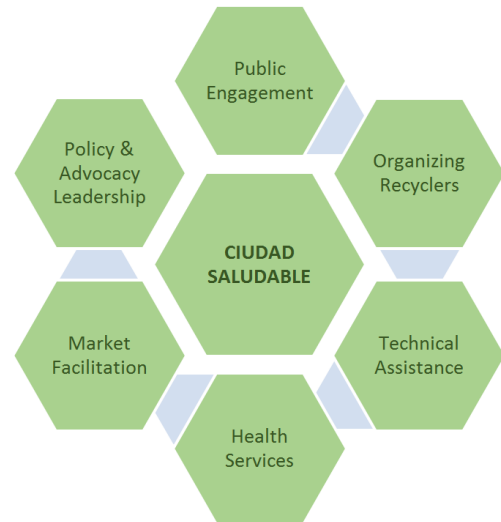 Public
Engagement
Organizing
Recyclers
Technical
Assistance
Health
Services
Market
Facilitation
Policy &
Advocacy
Leadership
CIUDAD
SALUDABLE